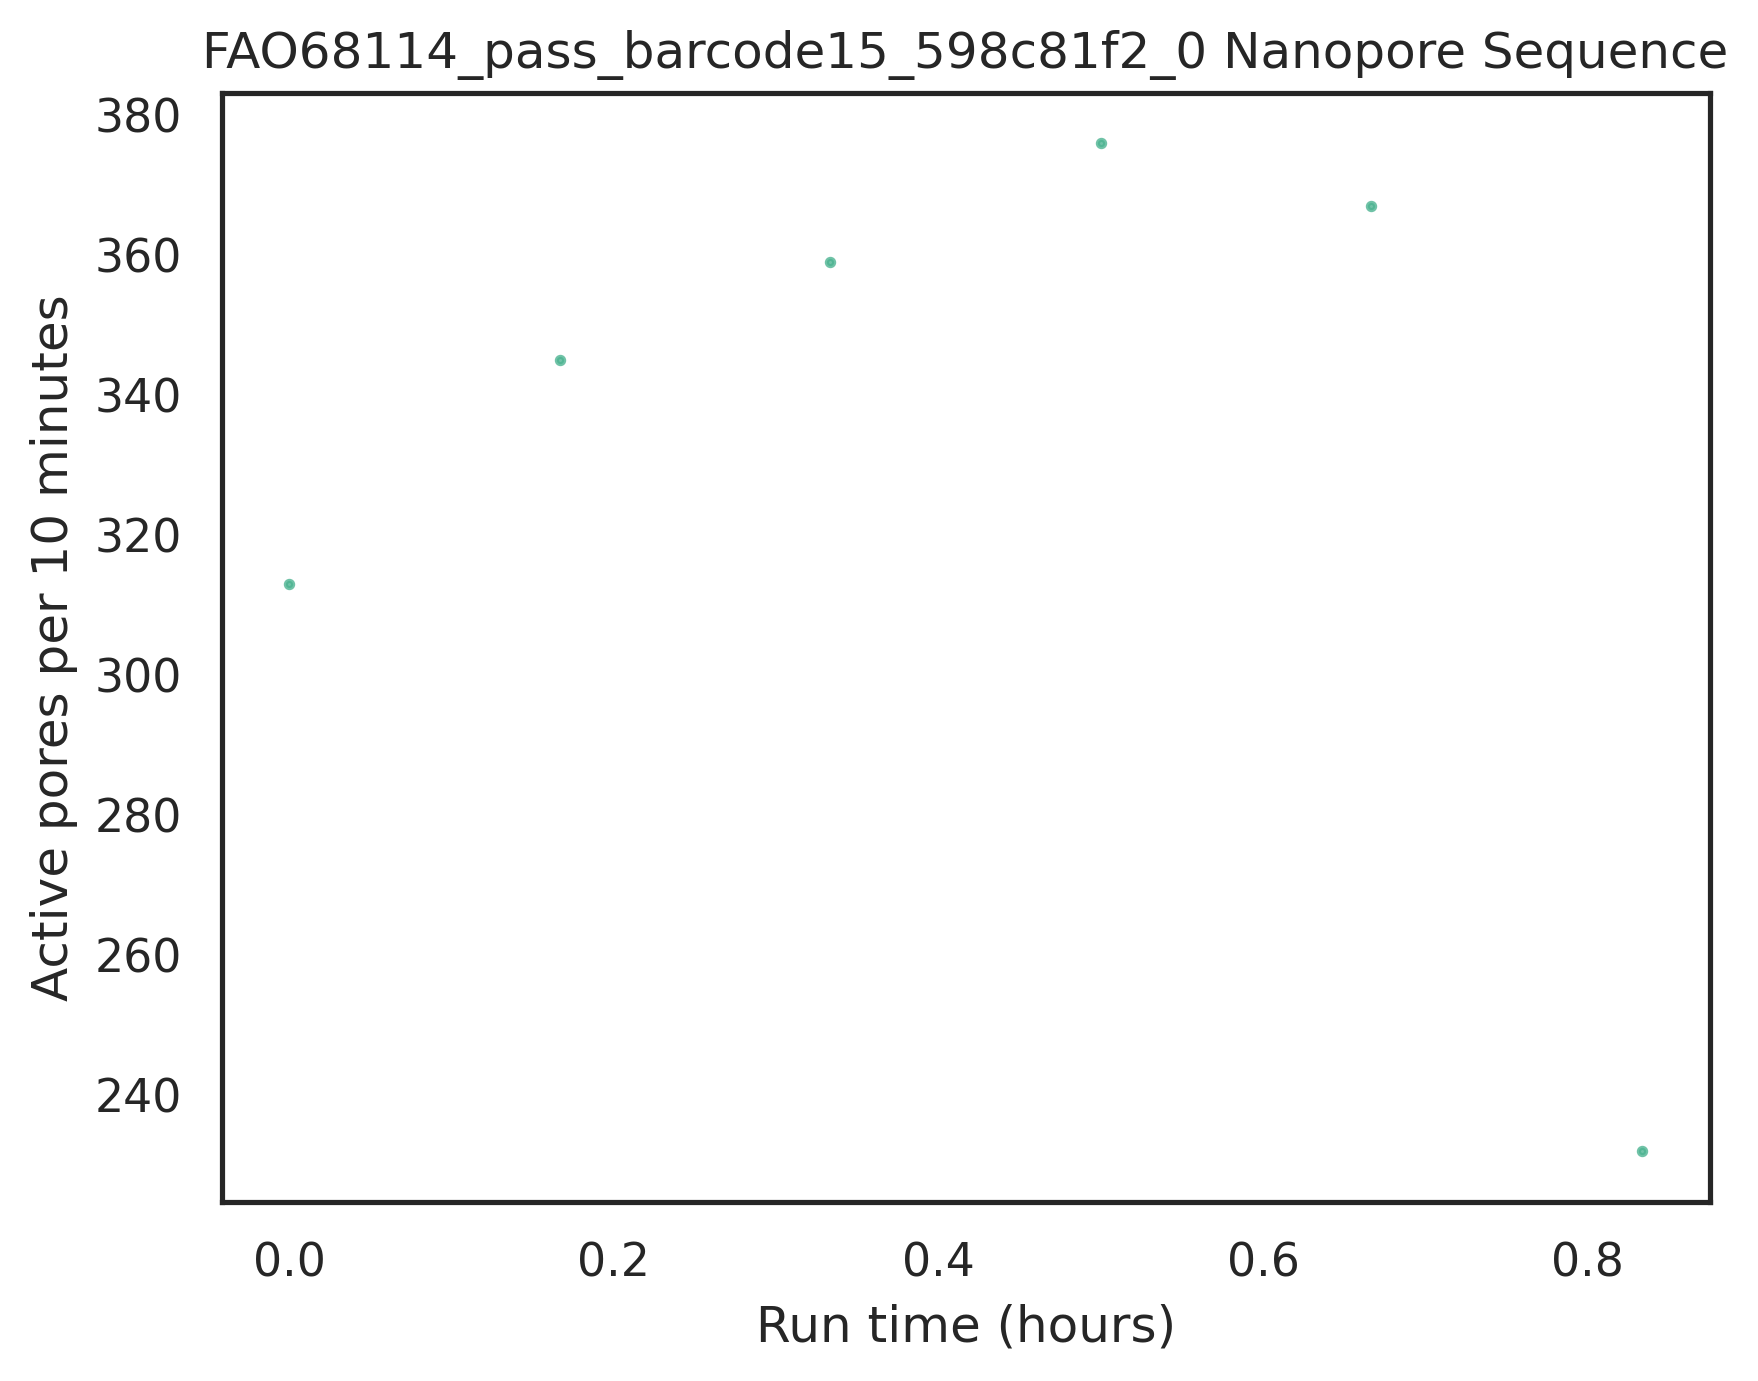 FAO68114_pass_barcode15_598c81f2_0 Nanopore Sequence
380
360
340
320
300
280
260
240
Active pores per 10 minutes
0.0 0.2 0.4 0.6 0.8
Run time (hours)